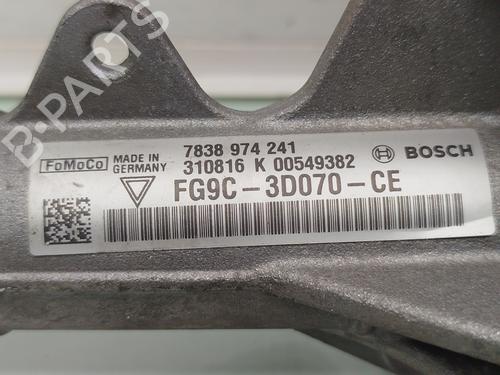 B-PARTS
FoMoCo MADE IN GERMANY
7838 974 241
310816 K 00549382
BOSCH
FG9C-3D070-CE